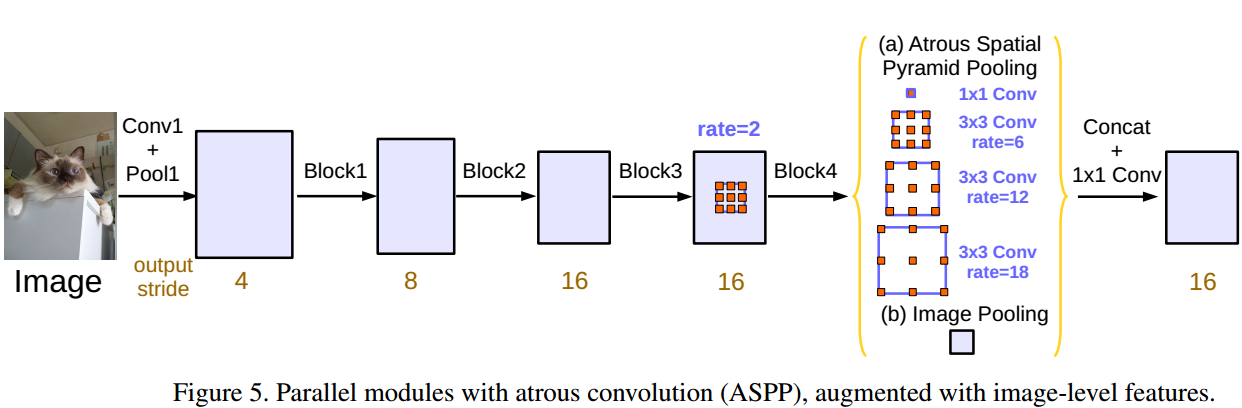 Image
Conv1
+
Pool1
output
stride
4
Block1
8
Block2
16
Block3
rate=2
16
Block4
(a) Atrous Spatial
Pyramid Pooling
1x1 Conv
3x3 Conv
rate=6
3x3 Conv
rate=12
3x3 Conv
rate=18
(b) Image Pooling
Concat
+
1x1 Conv
16
Figure 5. Parallel modules with atrous convolution (ASPP), augmented with image-level features.